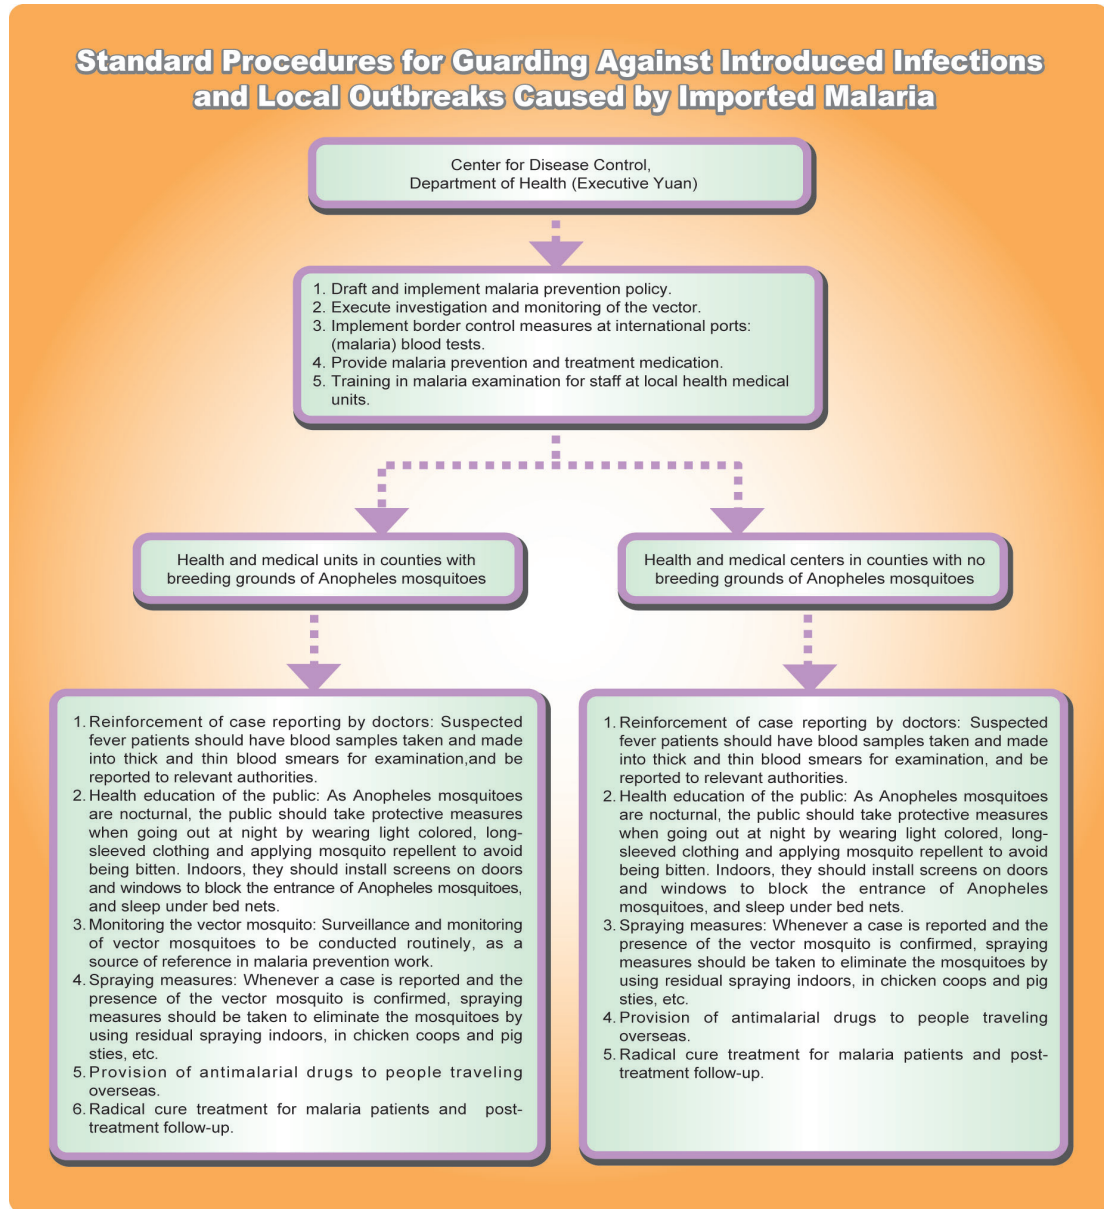 Standard Procedures for Guarding Against Introduced Infections
and Local Outbreaks Caused by Imported Malaria
Center for Disease Control,
Department of Health (Executive Yuan)
1. Draft and implement malaria prevention policy.
2. Execute investigation and monitoring of the vector.
3. Implement border control measures at international ports:
(malaria) blood tests.
4. Provide malaria prevention and treatment medication.
5. Training in malaria examination for staff at local health medical
units.
Health and medical units in counties with
breeding grounds of Anopheles mosquitoes
Health and medical centers in counties with no
breeding grounds of Anopheles mosquitoes
1. Reinforcement of case reporting by doctors: Suspected
fever patients should have blood samples taken and made
into thick and thin blood smears for examination,and be
reported to relevant authorities.
2. Health education of the public: As Anopheles mosquitoes
are nocturnal, the public should take protective measures
when going out at night by wearing light colored, long-
sleeved clothing and applying mosquito repellent to avoid
being bitten. Indoors, they should install screens on doors
and windows to block the entrance of Anopheles mosquitoes,
and sleep under bed nets.
3. Monitoring the vector mosquito: Surveillance and monitoring
of vector mosquitoes to be conducted routinely, as a
source of reference in malaria prevention work.
4. Spraying measures: Whenever a case is reported and the
presence of the vector mosquito is confirmed, spraying
measures should be taken to eliminate the mosquitoes by
using residual spraying indoors, in chicken coops and pig
sties, etc.
5. Provision of antimalarial drugs to people traveling
overseas.
6. Radical cure treatment for malaria patients and post-
treatment follow-up.
1. Reinforcement of case reporting by doctors: Suspected
fever patients should have blood samples taken and made
into thick and thin blood smears for examination, and be
reported to relevant authorities.
2. Health education of the public: As Anopheles mosquitoes
are nocturnal, the public should take protective measures
when going out at night by wearing light colored, long-
sleeved clothing and applying mosquito repellent to avoid
being bitten. Indoors, they should install screens on doors
and windows to block the entrance of Anopheles
mosquitoes, and sleep under bed nets.
3. Spraying measures: Whenever a case is reported and the
presence of the vector mosquito is confirmed, spraying
measures should be taken to eliminate the mosquitoes by
using residual spraying indoors, in chicken coops and pig
sties, etc.
4. Provision of antimalarial drugs to people traveling
overseas.
5. Radical cure treatment for malaria patients and post-
treatment follow-up.